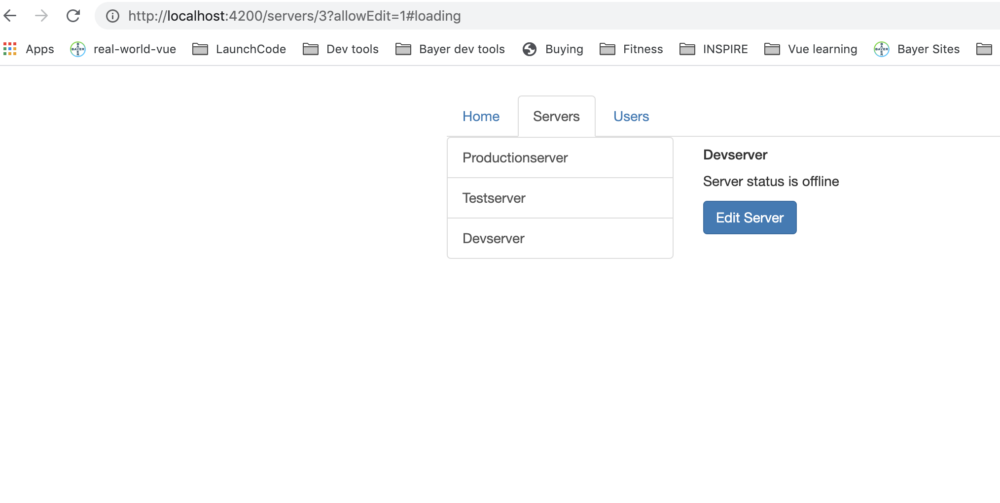 http://localhost:4200/servers/3?allowEdit=1#loading
Apps BAYER real-world-vue LaunchCode Dev tools Bayer dev tools Buying Fitness INSPIRE Vue learning BAYER Bayer Sites
Home Servers Users
Productionserver
Testserver
Devserver
Devserver
Server status is offline
Edit Server